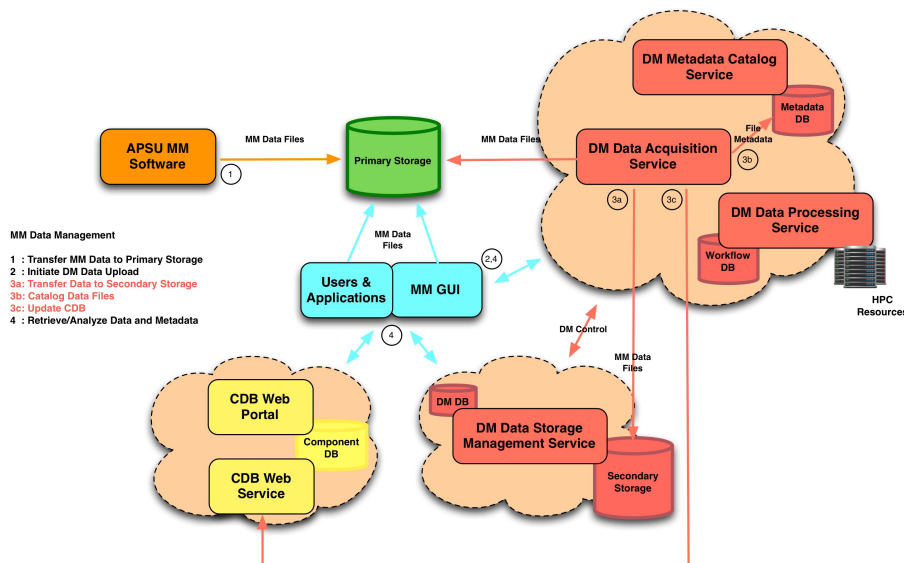 DM Metadata Catalog
Service
Metadata
DB
APSU MM
Software
MM Data Files
1
Primary Storage
MM Data Files
DM Data Acquisition
Service
File
Metadata
3b
3a
3c
DM Data Processing
Service
Workflow
DB
HPC
Resources
MM Data Management
1 : Transfer MM Data to Primary Storage
2 : Initiate DM Data Upload
3a: Transfer Data to Secondary Storage
3b: Catalog Data Files
3c: Update CDB
4 : Retrieve/Analyze Data and Metadata
MM Data
Files
Users &
Applications
MM GUI
2,4
4
DM Control
MM Data
Files
CDB Web
Portal
Component
DB
CDB Web
Service
DM DB
DM Data Storage
Management Service
Secondary
Storage